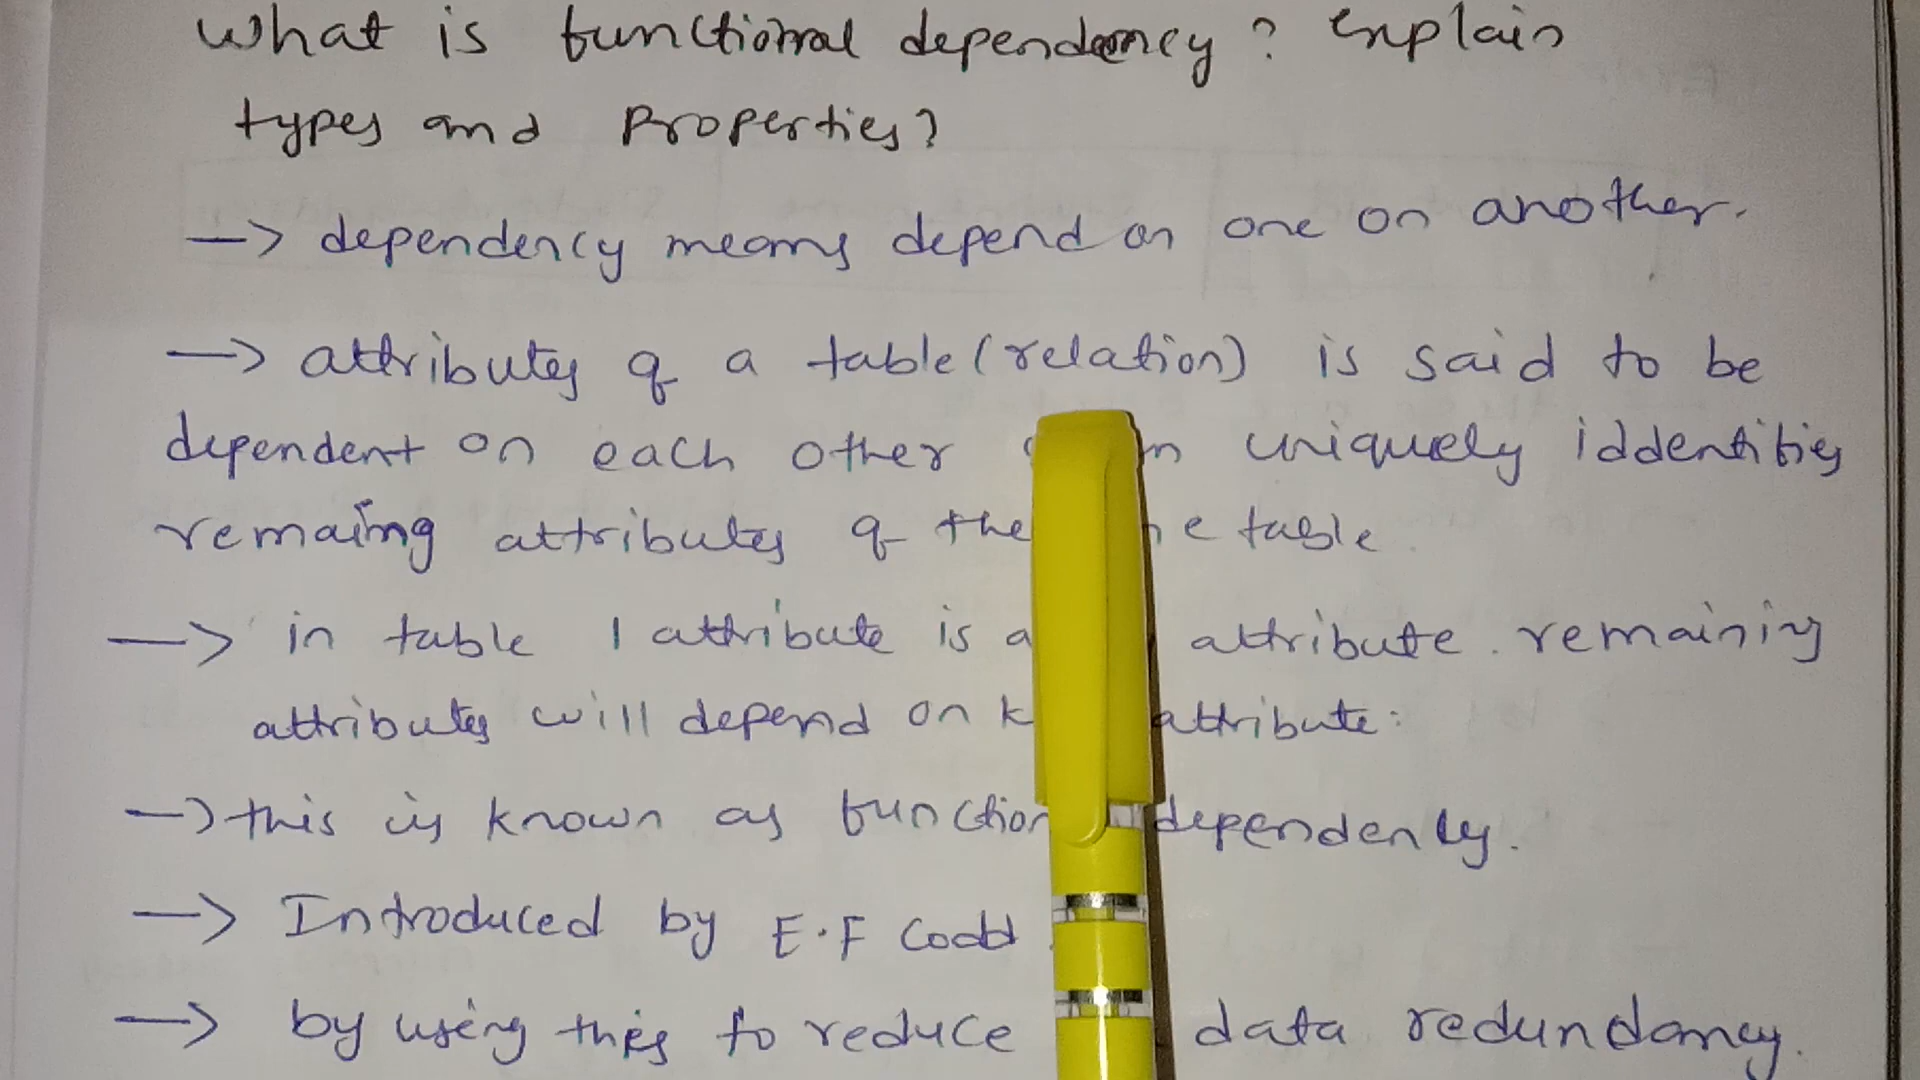 What is functional dependency? Explain
types and Properties?
-> dependency means depend on one on another.
-> attributes of a table (relation) is said to be
dependent on each other uniquely iddentifies
remaing attributes of the table
-> in table 1 attribute is a attribute. remaining
attributes will depend on attribute:
-> this is known as function dependency.
-> Introduced by E.F Codd
-> by using this to reduce data redundancy.